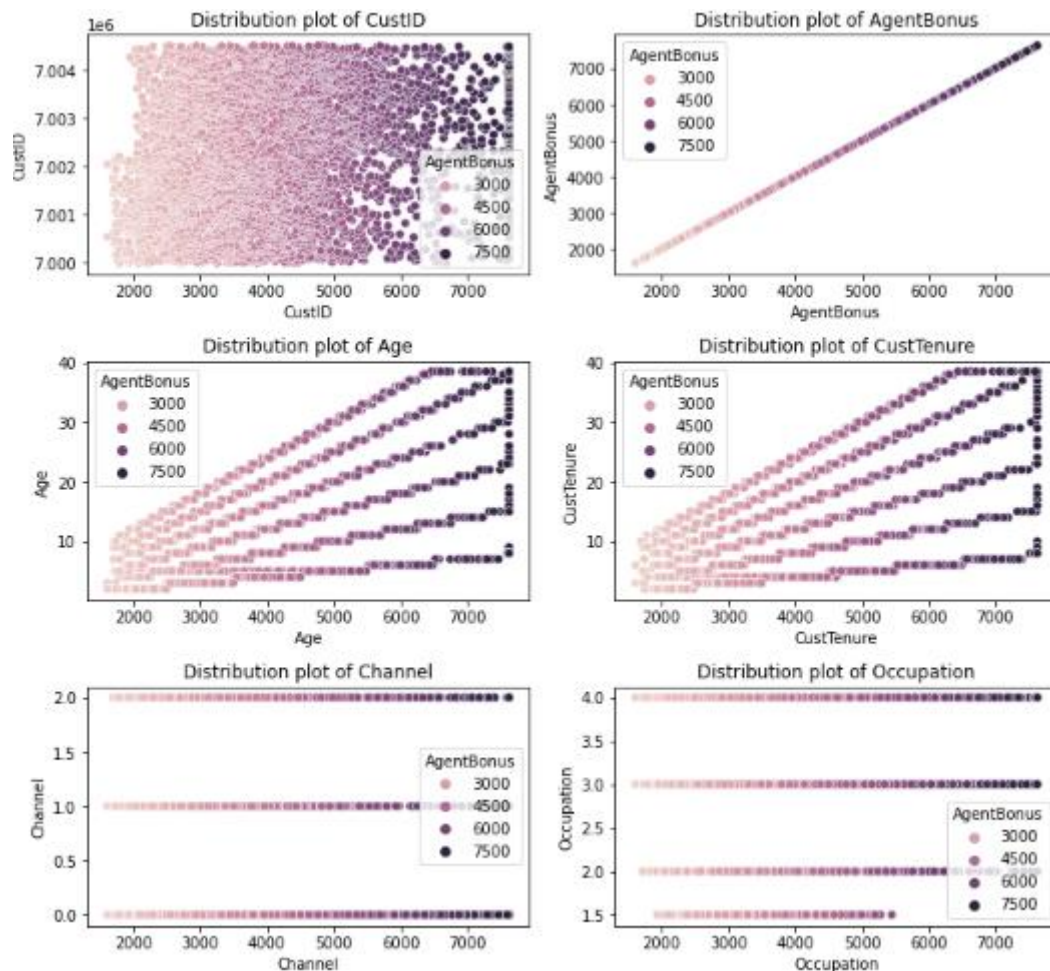 Distribution plot of CustID
1e6
7.004
7.003
7.002
7.001
7.000
CustID
AgentBonus
3000
4500
6000
7500
2000 3000 4000 5000 6000 7000
CustID
Distribution plot of AgentBonus
7000
6000
5000
4000
3000
2000
AgentBonus
AgentBonus
3000
4500
6000
7500
2000 3000 4000 5000 6000 7000
AgentBonus
Distribution plot of Age
40
30
20
10
Age
AgentBonus
3000
4500
6000
7500
2000 3000 4000 5000 6000 7000
Age
Distribution plot of CustTenure
40
30
20
10
CustTenure
AgentBonus
3000
4500
6000
7500
2000 3000 4000 5000 6000 7000
CustTenure
Distribution plot of Channel
2.0
1.5
1.0
0.5
0.0
Channel
AgentBonus
3000
4500
6000
7500
2000 3000 4000 5000 6000 7000
Channel
Distribution plot of Occupation
4.0
3.5
3.0
2.5
2.0
1.5
Occupation
AgentBonus
3000
4500
6000
7500
2000 3000 4000 5000 6000 7000
Occupation